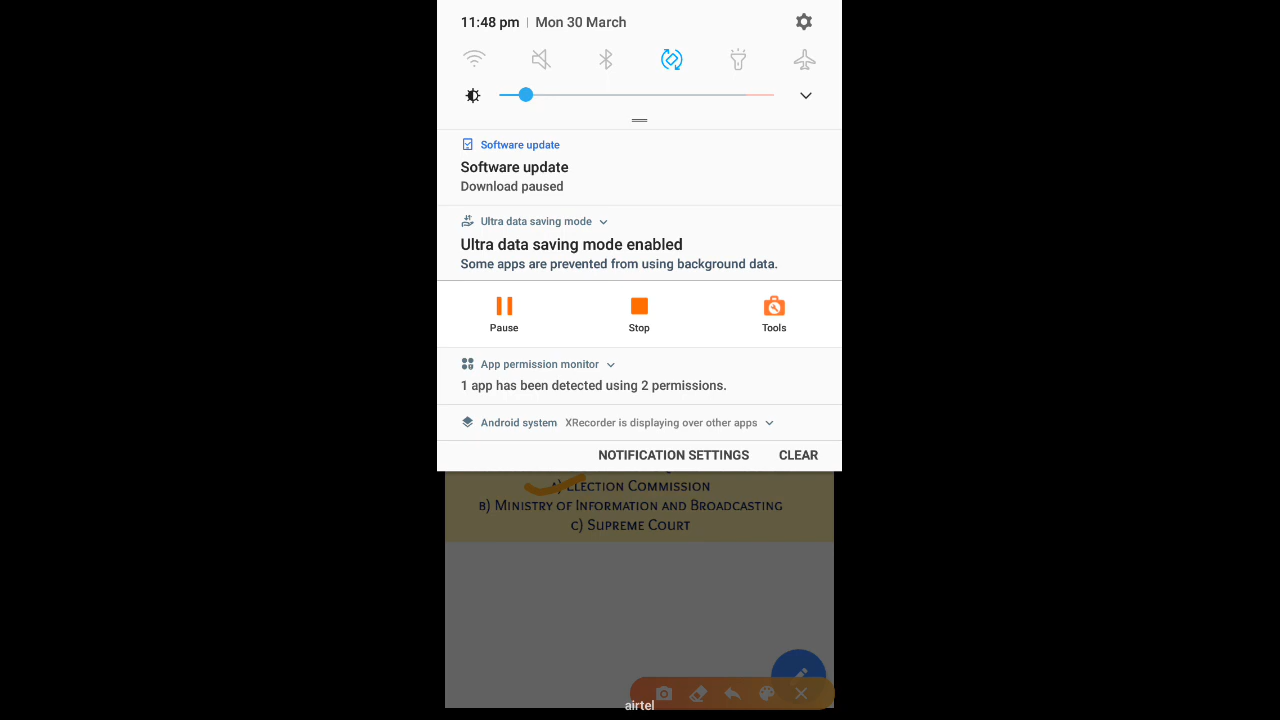 11:48 pm | Mon 30 March
Software update
Software update
Download paused
Ultra data saving mode
Ultra data saving mode enabled
Some apps are prevented from using background data.
Pause Stop Tools
App permission monitor
1 app has been detected using 2 permissions.
Android system XRecorder is displaying over other apps
NOTIFICATION SETTINGS CLEAR
A) Election Commission
B) Ministry of Information and Broadcasting
C) Supreme Court
airtel